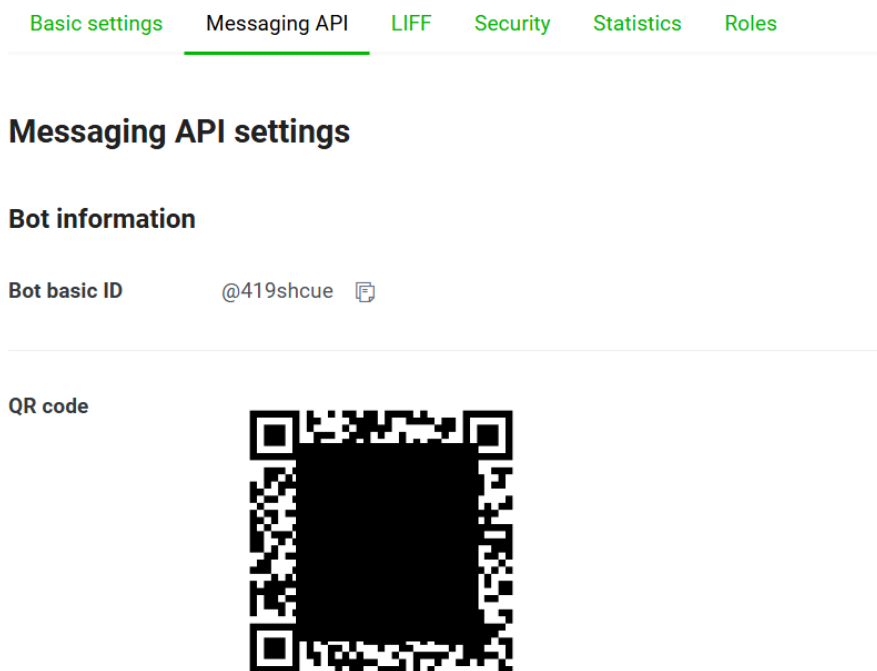 Basic settings Messaging API LIFF Security Statistics Roles
Messaging API settings
Bot information
Bot basic ID @419shcue
QR code